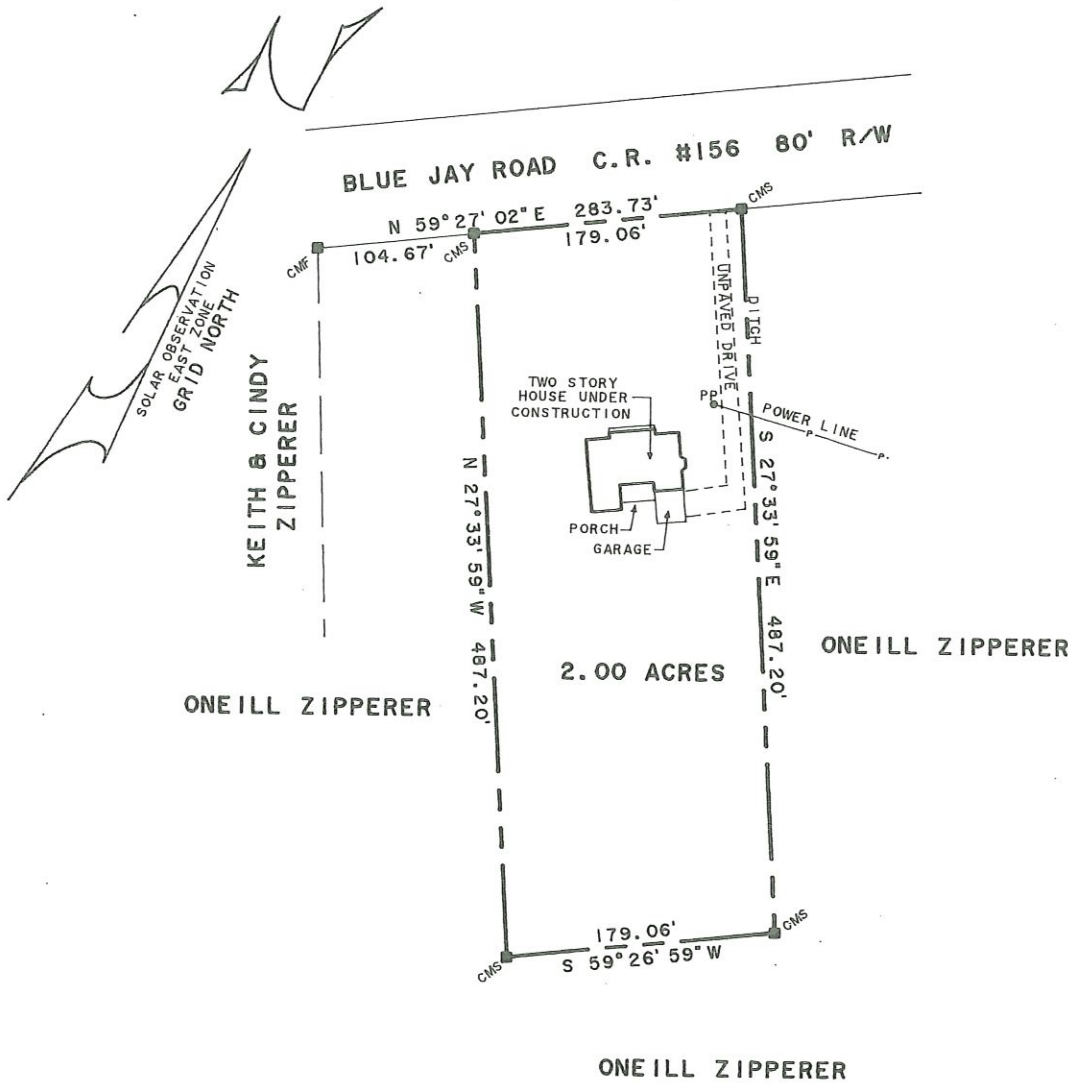 BLUE JAY ROAD C.R. #156 80' R/W
N 59° 27' 02" E 283.73'
104.67'
179.06'
CMF
CMS
CMS
SOLAR OBSERVATION
EAST ZONE
GRID NORTH
KEITH & CINDY
ZIPPERER
UNPAVED DRIVE
DITCH
TWO STORY
HOUSE UNDER
CONSTRUCTION
PP
POWER LINE
P.
P.
PORCH
GARAGE
N 27° 33' 59" W 487.20'
S 27° 33' 59" E 487.20'
2.00 ACRES
ONEILL ZIPPERER
ONEILL ZIPPERER
179.06'
S 59° 26' 59" W
CMS
CMS
ONEILL ZIPPERER